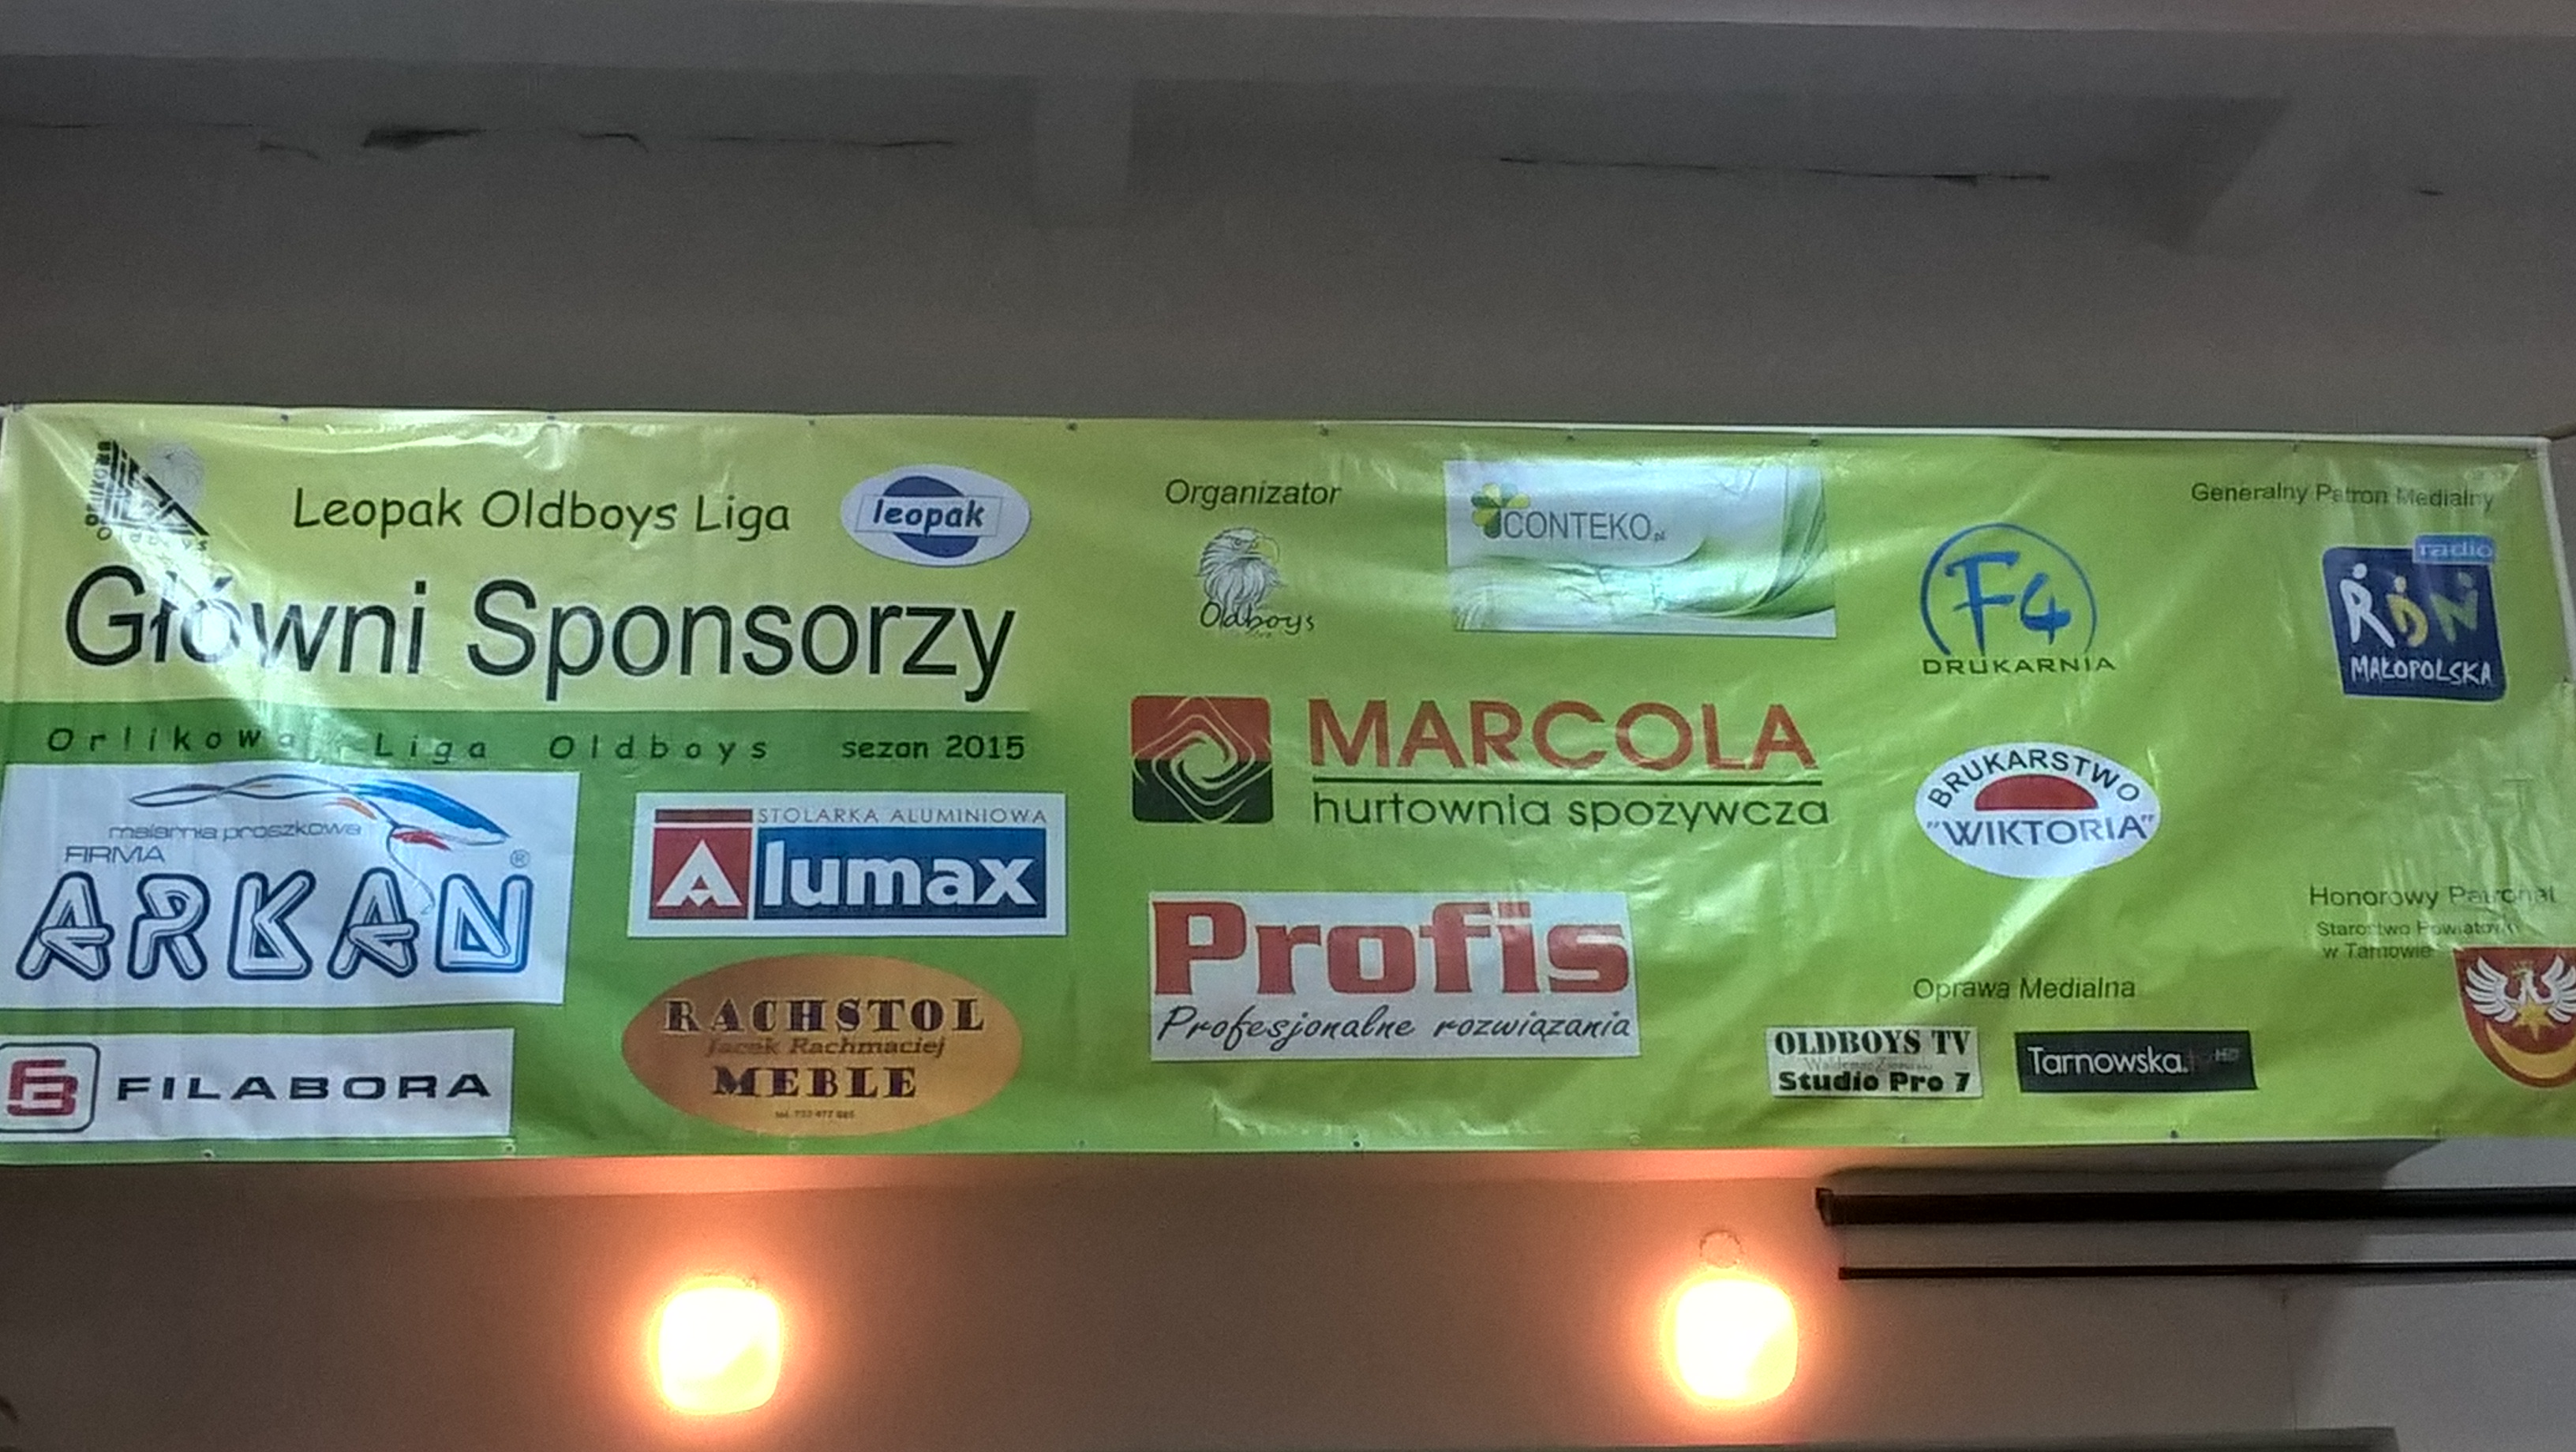 Leopak Oldboys Liga
leopak
Główni Sponsorzy
Orlikowa Liga Oldboys sezon 2015
malarnia proszkowa
FIRMA
ARKAN ®
FILABORA
STOLARKA ALUMINIOWA
Alumax
RACHSTOL
Jacek Rachmaciej
MEBLE
Organizator
Oldboys
CONTEKO.pl
MARCOLA
hurtownia spożywcza
Profis
Profesjonalne rozwiązania
F4
DRUKARNIA
BRUKARSTWO
"WIKTORIA"
Oprawa Medialna
OLDBOYS TV
Studio Pro 7
Tarnowska.tv HD
Generalny Patron Medialny
radio
RDN
MAŁOPOLSKA
Honorowy Patronat
Starostwo Powiatowe
w Tarnowie